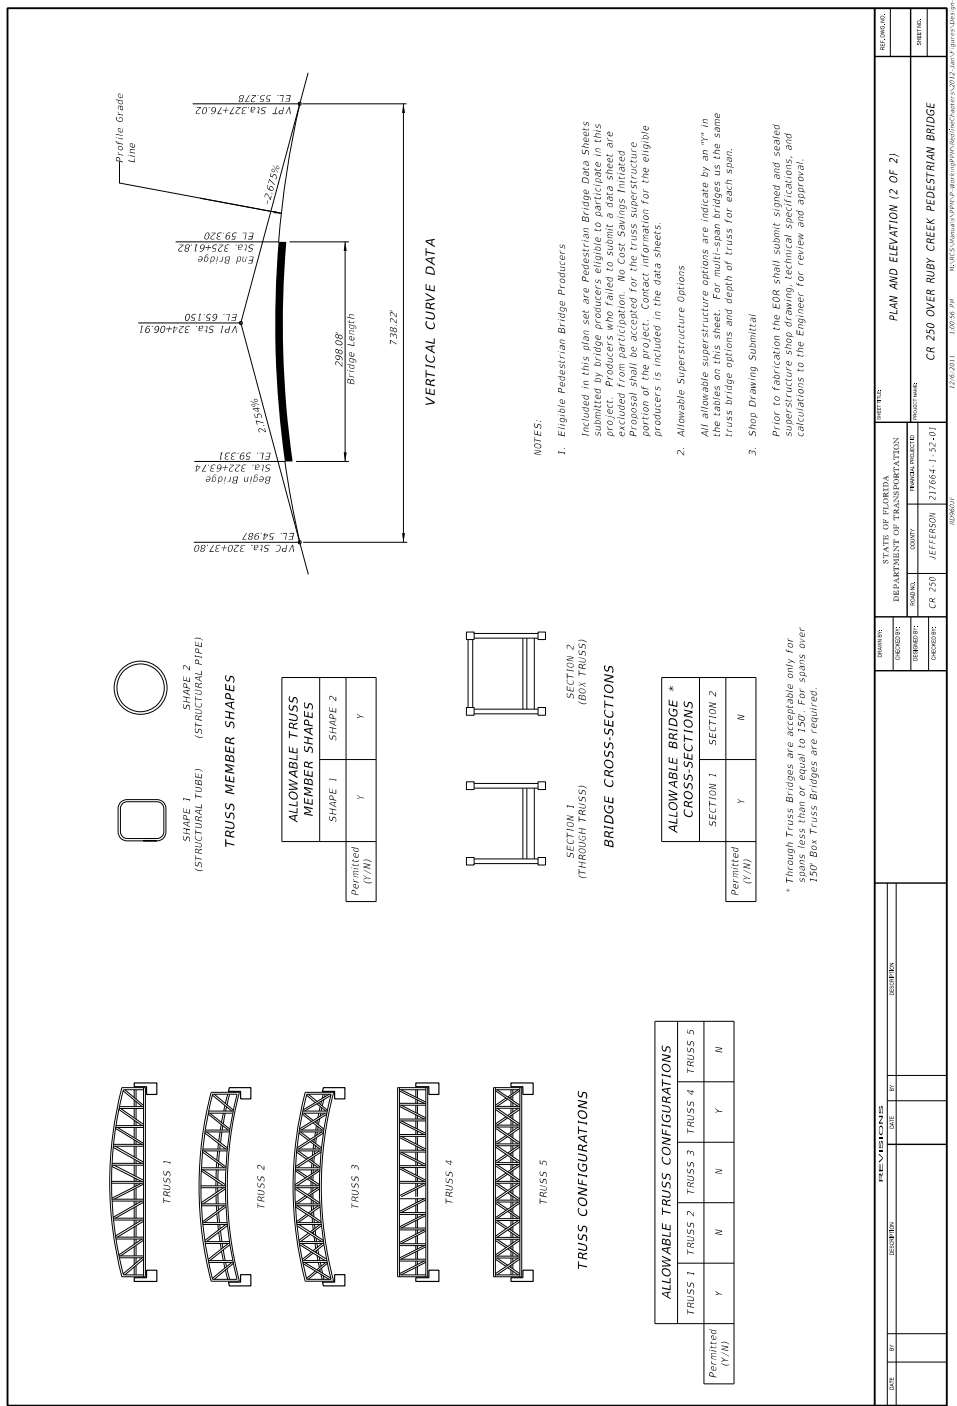 TRUSS 1
TRUSS 2
TRUSS 3
TRUSS 4
TRUSS 5
TRUSS CONFIGURATIONS
ALLOWABLE TRUSS CONFIGURATIONS
TRUSS 1 TRUSS 2 TRUSS 3 TRUSS 4 TRUSS 5
Permitted
(Y/N)
Y N N Y N
SHAPE 1
(STRUCTURAL TUBE)
SHAPE 2
(STRUCTURAL PIPE)
TRUSS MEMBER SHAPES
ALLOWABLE TRUSS
MEMBER SHAPES
SHAPE 1 SHAPE 2
Permitted
(Y/N)
Y Y
SECTION 1
(THROUGH TRUSS)
SECTION 2
(BOX TRUSS)
BRIDGE CROSS-SECTIONS
ALLOWABLE BRIDGE *
CROSS-SECTIONS
SECTION 1 SECTION 2
Permitted
(Y/N)
Y N
* Through Truss Bridges are acceptable only for
spans less than or equal to 150'. For spans over
150' Box Truss Bridges are required.
VPC Sta. 320+37.80
EL. 54.987
Begin Bridge
Sta. 322+63.74
EL. 59.331
VPI Sta. 324+06.91
EL. 65.150
End Bridge
Sta. 325+61.82
EL 59.320
VPT Sta.327+76.02
EL. 55.278
Profile Grade
Line
2.754%
-2.675%
298.08'
Bridge Length
738.22'
VERTICAL CURVE DATA
NOTES:
1. Eligible Pedestrian Bridge Producers
Included in this plan set are Pedestrian Bridge Data Sheets
submitted by bridge producers eligible to participate in this
project. Producers who failed to submit a data sheet are
excluded from participation. No Cost Savings Initiated
Proposal shall be accepted for the truss superstructure
portion of the project. Contact information for the eligible
producers is included in the data sheets.
2. Allowable Superstructure Options
All allowable superstructure options are indicate by an "Y" in
the tables on this sheet. For multi-span bridges us the same
truss bridge options and depth of truss for each span.
3. Shop Drawing Submittal
Prior to fabrication the EOR shall submit signed and sealed
superstructure shop drawing, technical specifications, and
calculations to the Engineer for review and approval.
REVISIONS
DATE BY DESCRIPTION DATE BY DESCRIPTION
DRAWN BY:
CHECKED BY:
DESIGNED BY:
CHECKED BY:
STATE OF FLORIDA
DEPARTMENT OF TRANSPORTATION
ROAD NO. COUNTY FINANCIAL PROJECT ID
CR 250 JEFFERSON 217664-1-52-01
SHEET TITLE:
PLAN AND ELEVATION (2 OF 2)
PROJECT NAME:
CR 250 OVER RUBY CREEK PEDESTRIAN BRIDGE
REF. DWG. NO.
SHEET NO.
12/6/2011 1:00:56 PM